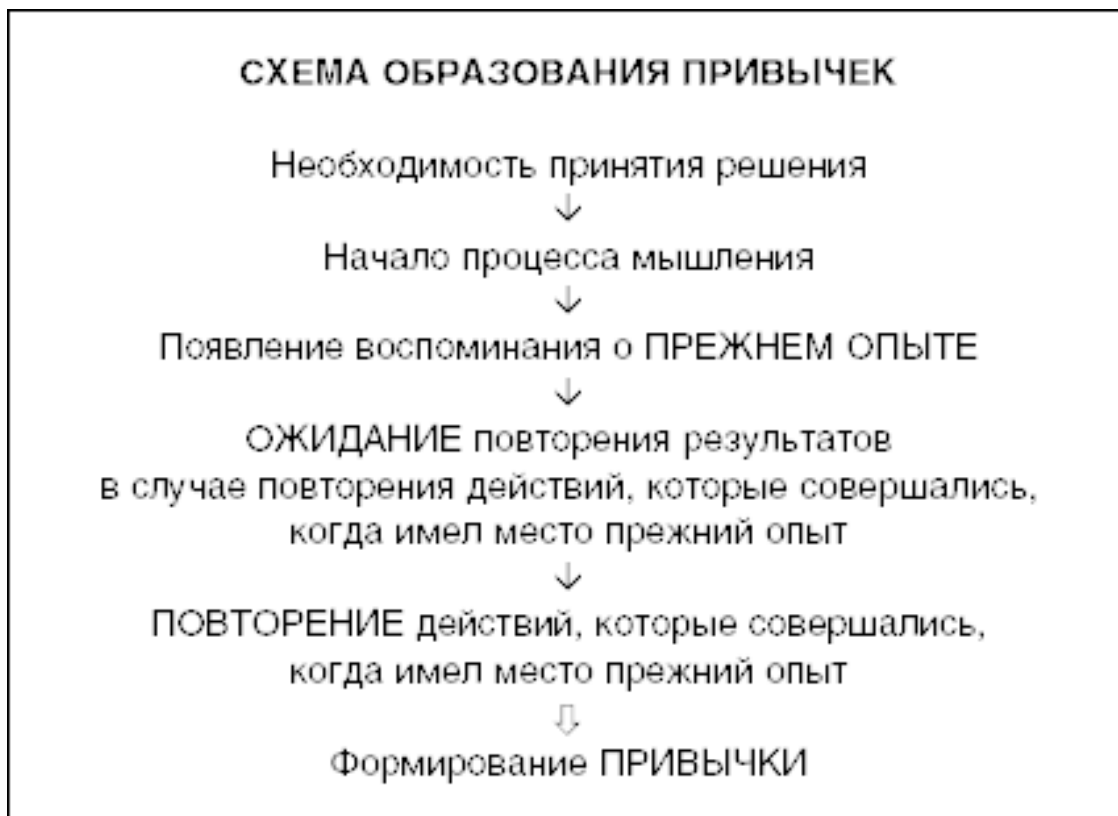 СХЕМА ОБРАЗОВАНИЯ ПРИВЫЧЕК
Необходимость принятия решения
↓
Начало процесса мышления
↓
Появление воспоминания о ПРЕЖНЕМ ОПЫТЕ
↓
ОЖИДАНИЕ повторения результатов
в случае повторения действий, которые совершались,
когда имел место прежний опыт
↓
ПОВТОРЕНИЕ действий, которые совершались,
когда имел место прежний опыт
⇩
Формирование ПРИВЫЧКИ